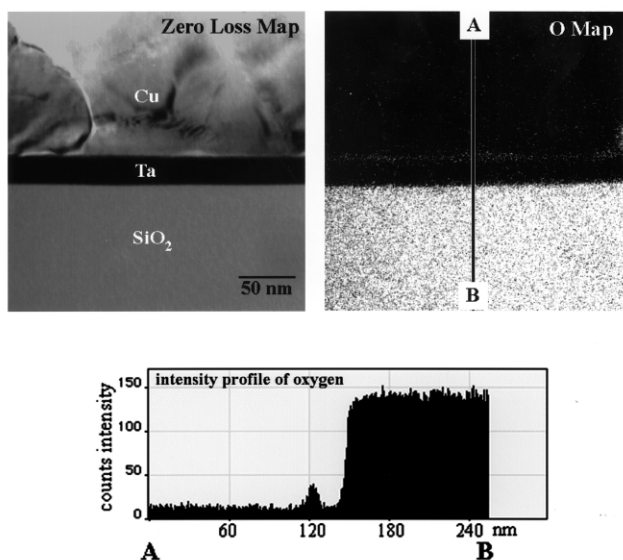 Zero Loss Map
Cu
Ta
SiO₂
50 nm
A
O Map
B
intensity profile of oxygen
counts intensity
150
100
50
0
60 120 180 240 nm
A B